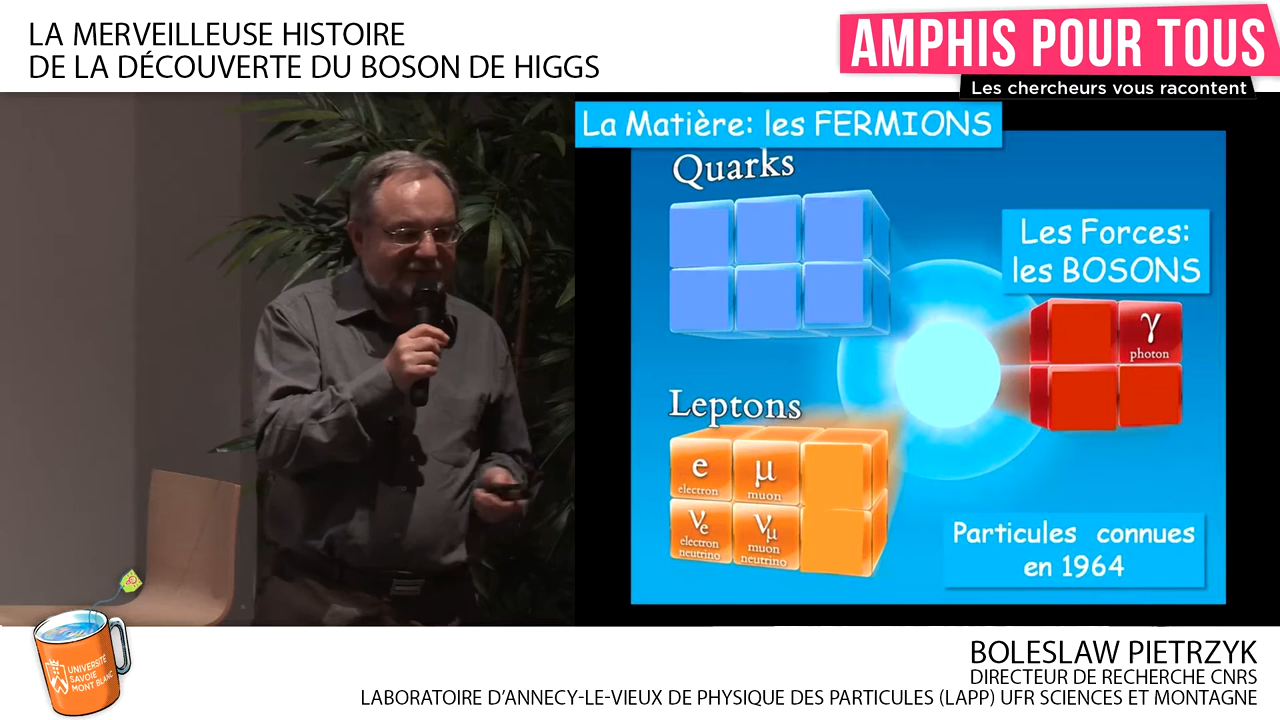 LA MERVEILLEUSE HISTOIRE
DE LA DÉCOUVERTE DU BOSON DE HIGGS
AMPHIS POUR TOUS
Les chercheurs vous racontent
La Matière: les FERMIONS
Quarks
Les Forces:
les BOSONS
γ
photon
Leptons
e
electron
μ
muon
νe
electron
neutrino
νμ
muon
neutrino
Particules connues
en 1964
UNIVERSITÉ
SAVOIE
MONT BLANC
BOLESLAW PIETRZYK
DIRECTEUR DE RECHERCHE CNRS
LABORATOIRE D'ANNECY-LE-VIEUX DE PHYSIQUE DES PARTICULES (LAPP) UFR SCIENCES ET MONTAGNE